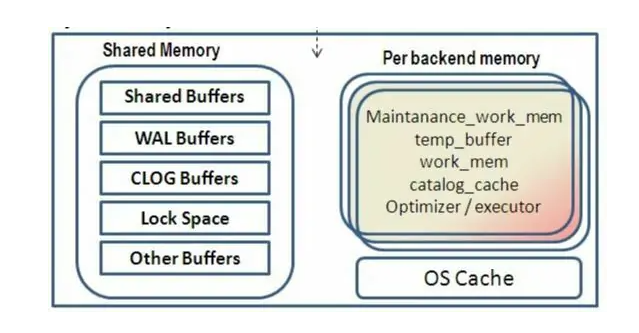 Shared Memory
Shared Buffers
WAL Buffers
CLOG Buffers
Lock Space
Other Buffers
Per backend memory
Maintanance_work_mem
temp_buffer
work_mem
catalog_cache
Optimizer / executor
OS Cache